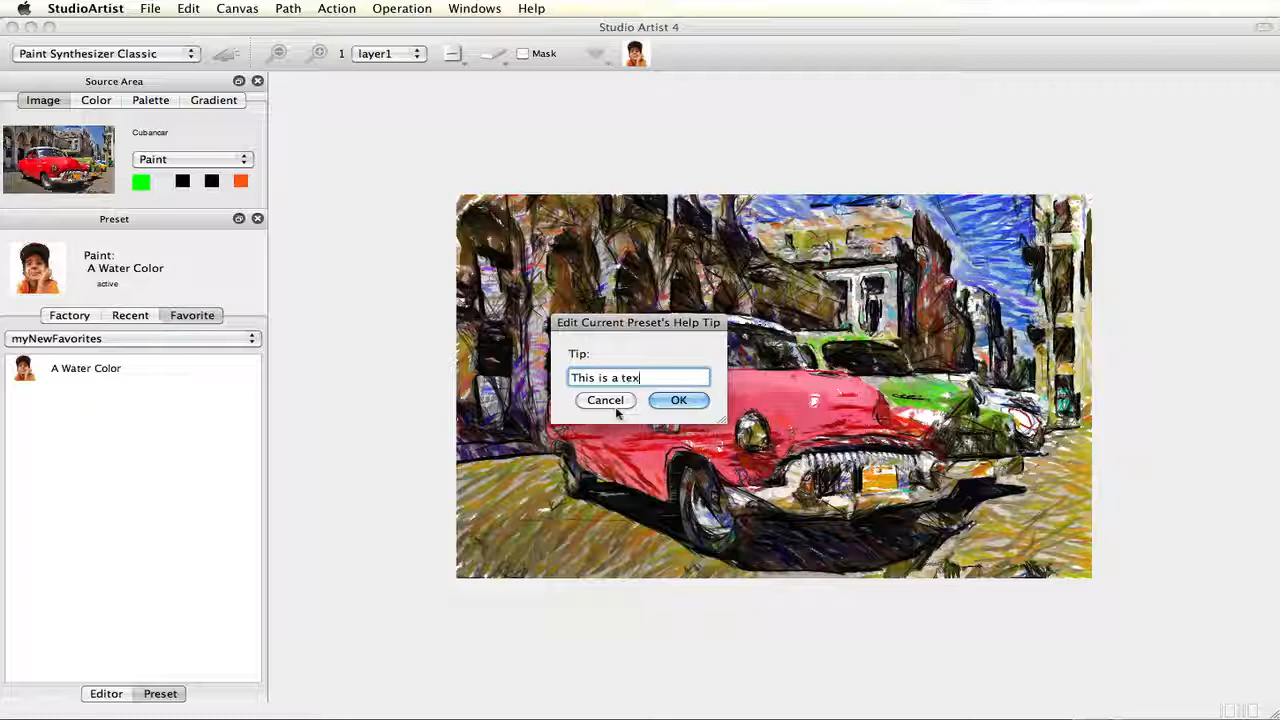 StudioArtist File Edit Canvas Path Action Operation Windows Help
Studio Artist 4
Paint Synthesizer Classic 1 layer1 Mask
Source Area
Image Color Palette Gradient
Cubancar
Paint
Preset
Paint:
A Water Color
active
Factory Recent Favorite
myNewFavorites
A Water Color
Edit Current Preset's Help Tip
Tip:
This is a tex
Cancel OK
Editor Preset